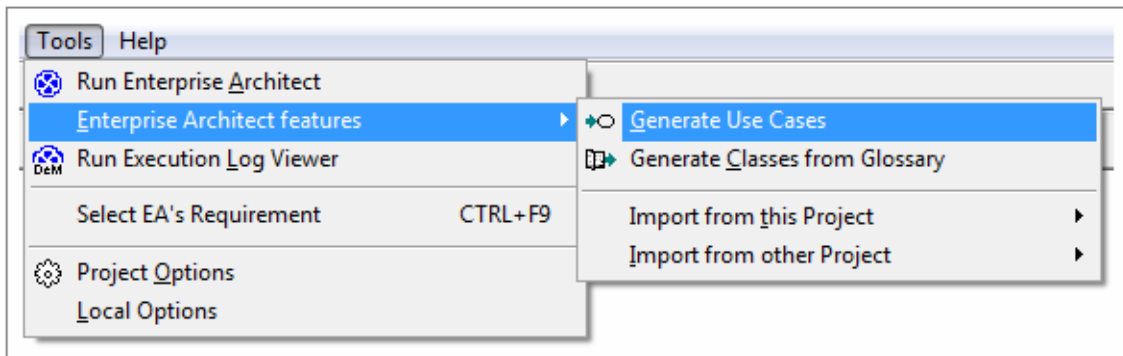 Tools Help
Run Enterprise Architect
Enterprise Architect features
Generate Use Cases
DeM Run Execution Log Viewer
Generate Classes from Glossary
Select EA's Requirement CTRL+F9
Import from this Project
Import from other Project
Project Options
Local Options